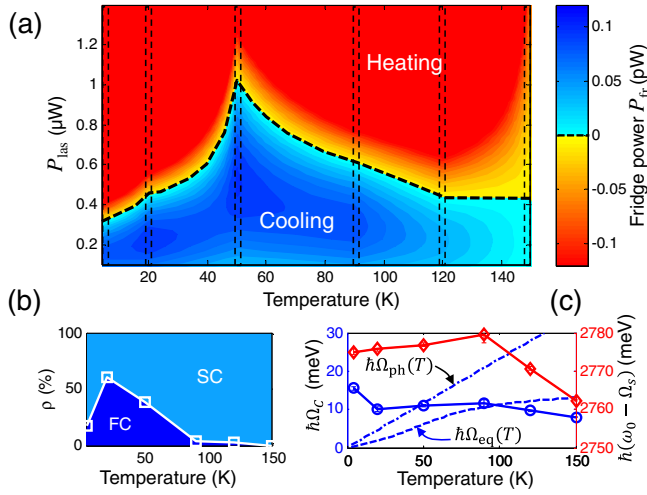 (a)
P_las (μW)
1.2
1
0.8
0.6
0.4
0.2
Heating
Cooling
20 40 60 80 100 120 140
Temperature (K)
0.1
0.05
0
-0.05
-0.1
Fridge power P_fr (pW)
(b)
ρ (%)
100
50
0
SC
FC
50 100 150
Temperature (K)
(c)
ħΩ_C (meV)
30
20
10
0
ħΩ_ph(T)
ħΩ_eq(T)
0 50 100 150
Temperature (K)
2780
2770
2760
2750
ħ(ω_0 − Ω_s) (meV)